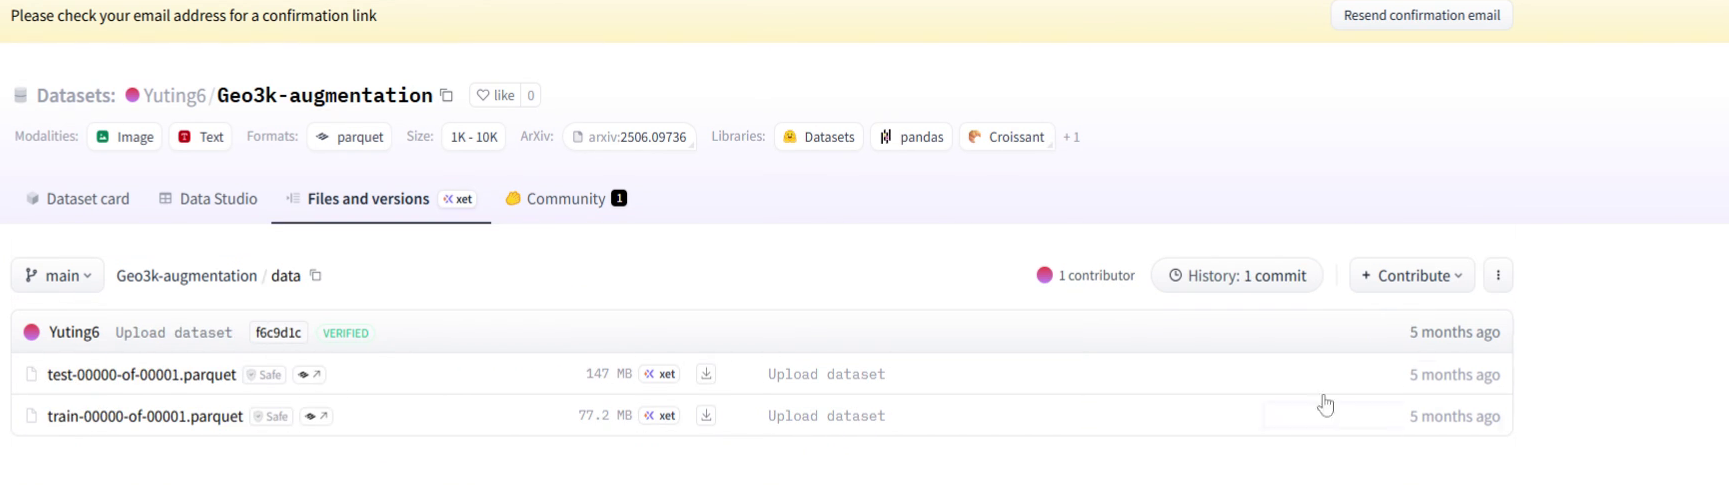 Please check your email address for a confirmation link Resend confirmation email
Datasets: Yuting6/Geo3k-augmentation like 0
Modalities: Image Text Formats: parquet Size: 1K - 10K ArXiv: arxiv:2506.09736 Libraries: Datasets pandas Croissant + 1
Dataset card Data Studio Files and versions xet Community 1
main Geo3k-augmentation / data 1 contributor History: 1 commit + Contribute
Yuting6 Upload dataset f6c9d1c VERIFIED 5 months ago
test-00000-of-00001.parquet Safe 147 MB xet Upload dataset 5 months ago
train-00000-of-00001.parquet Safe 77.2 MB xet Upload dataset 5 months ago